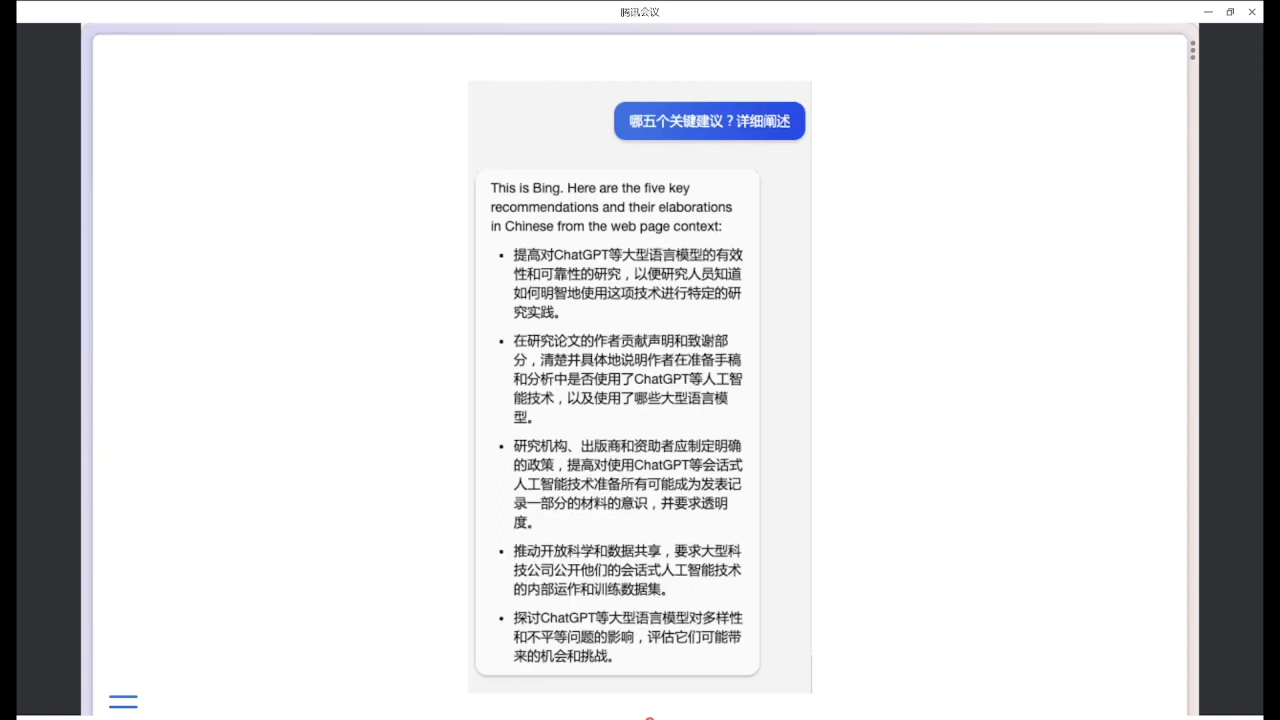 腾讯会议
哪五个关键建议？详细阐述
This is Bing. Here are the five key
recommendations and their elaborations
in Chinese from the web page context:
• 提高对ChatGPT等大型语言模型的有效
性和可靠性的研究，以便研究人员知道
如何明智地使用这项技术进行特定的研
究实践。
• 在研究论文的作者贡献声明和致谢部
分，清楚并具体地说明作者在准备手稿
和分析中是否使用了ChatGPT等人工智
能技术，以及使用了哪些大型语言模
型。
• 研究机构、出版商和资助者应制定明确
的政策，提高对使用ChatGPT等会话式
人工智能技术准备所有可能成为发表记
录一部分的材料的意识，并要求透明
度。
• 推动开放科学和数据共享，要求大型科
技公司公开他们的会话式人工智能技术
的内部运作和训练数据集。
• 探讨ChatGPT等大型语言模型对多样性
和不平等问题的影响，评估它们可能带
来的机会和挑战。